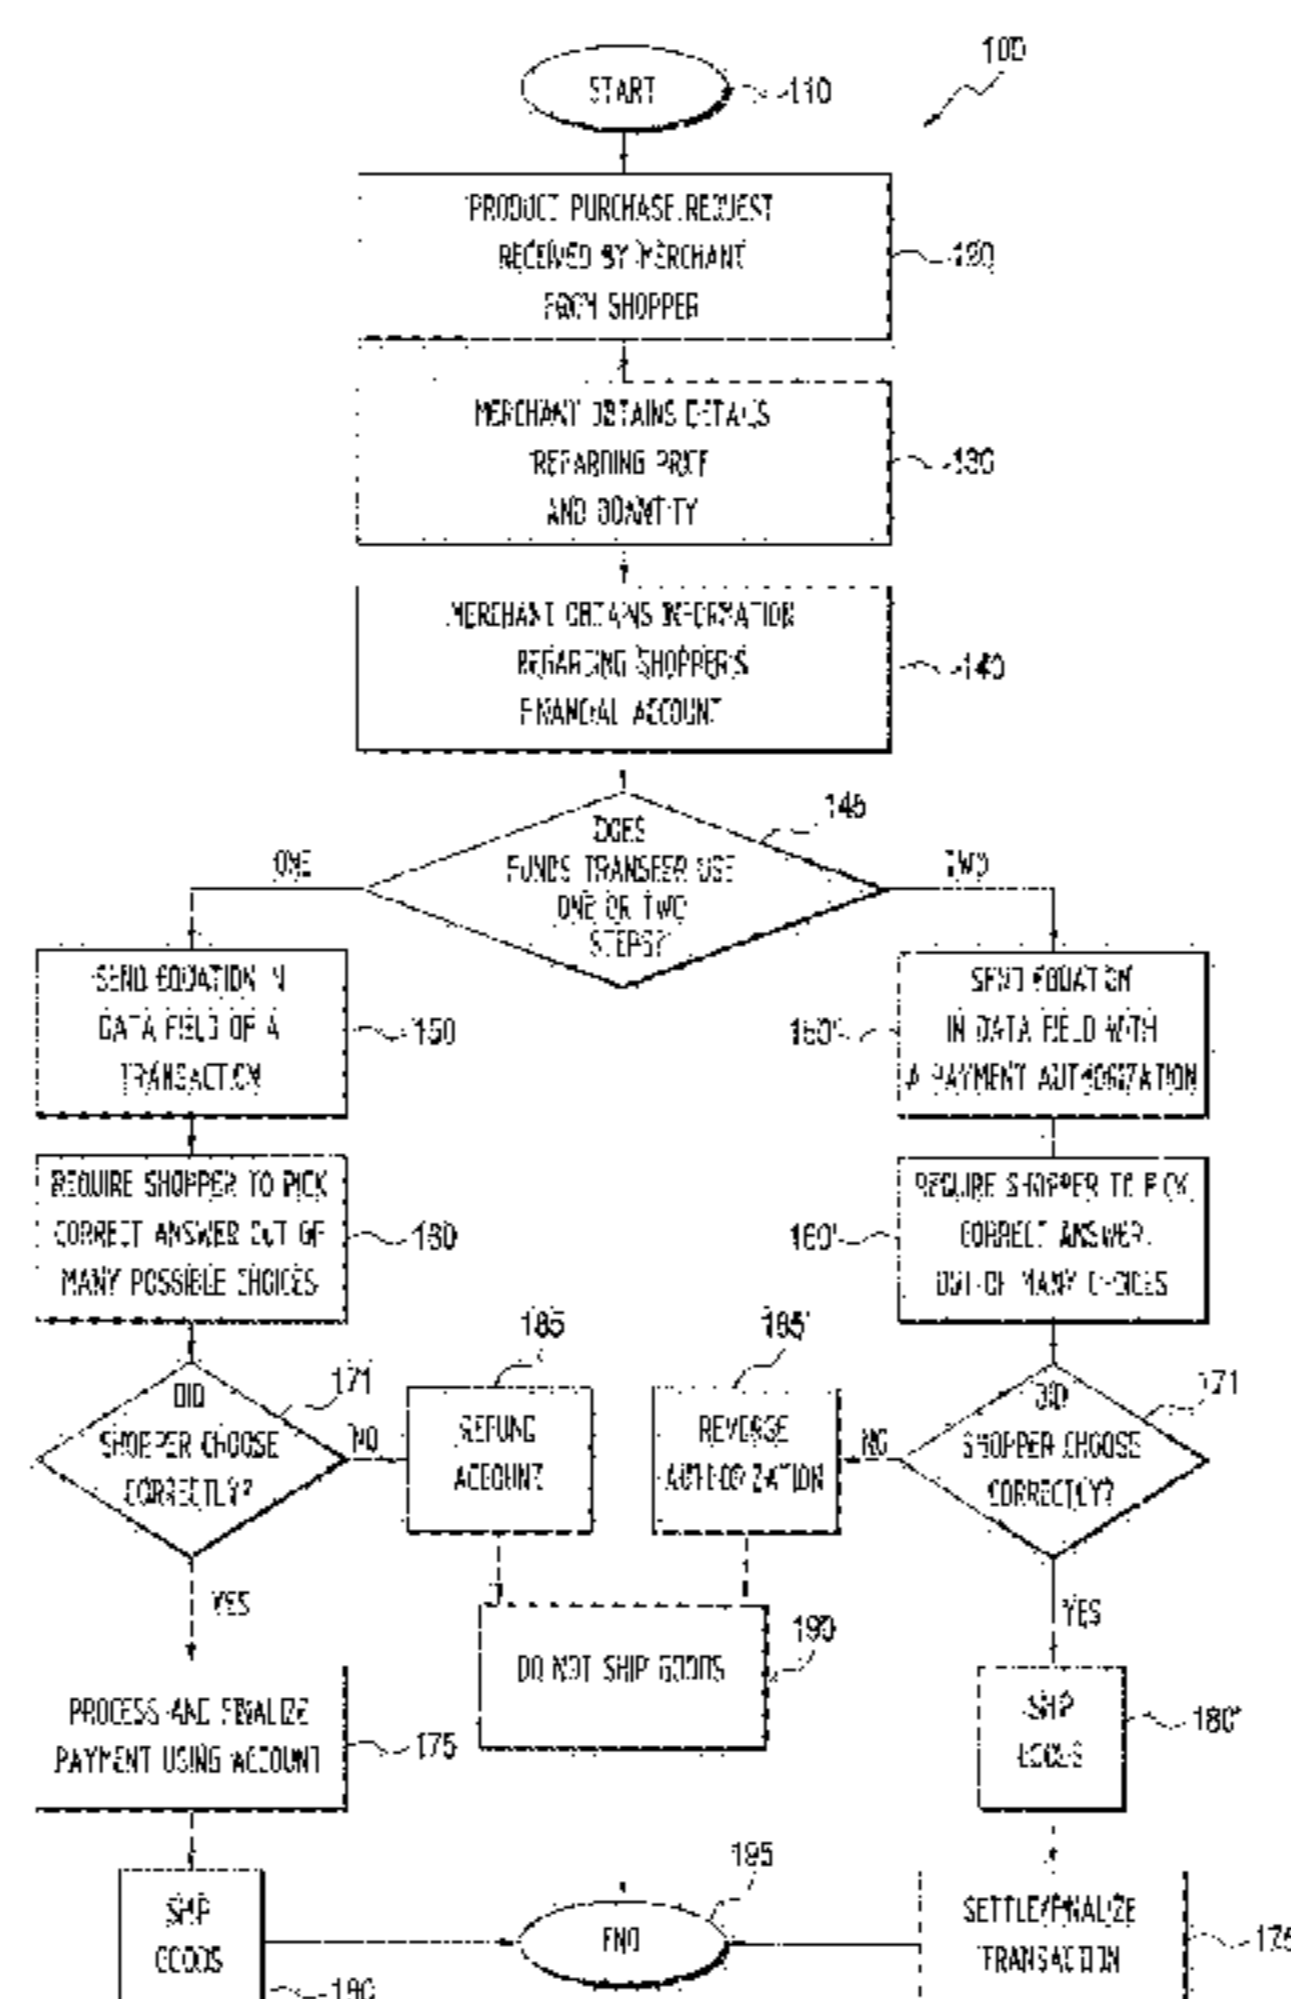 100
START
110
PRODUCT PURCHASE REQUEST
RECEIVED BY MERCHANT
FROM SHOPPER
120
MERCHANT OBTAINS DETAILS
REGARDING PRICE
AND QUANTITY
130
MERCHANT OBTAINS INFORMATION
REGARDING SHOPPER'S
FINANCIAL ACCOUNT
140
145
DOES
FUNDS TRANSFER USE
ONE OR TWO
STEPS?
ONE
TWO
SEND EQUATION IN
DATA FIELD OF A
TRANSACTION
150
150'
SEND EQUATION
IN DATA FIELD WITH
A PAYMENT AUTHORIZATION
REQUIRE SHOPPER TO PICK
CORRECT ANSWER OUT OF
MANY POSSIBLE CHOICES
160
160'
REQUIRE SHOPPER TO PICK
CORRECT ANSWER
OUT OF MANY CHOICES
171
DID
SHOPPER CHOOSE
CORRECTLY?
NO
185
REFUND
ACCOUNT
185'
REVERSE
AUTHORIZATION
NO
171
DID
SHOPPER CHOOSE
CORRECTLY?
YES
YES
DO NOT SHIP GOODS
190
PROCESS AND FINALIZE
PAYMENT USING ACCOUNT
175
SHIP
GOODS
180'
SHIP
GOODS
180
195
END
SETTLE/FINALIZE
TRANSACTION
175